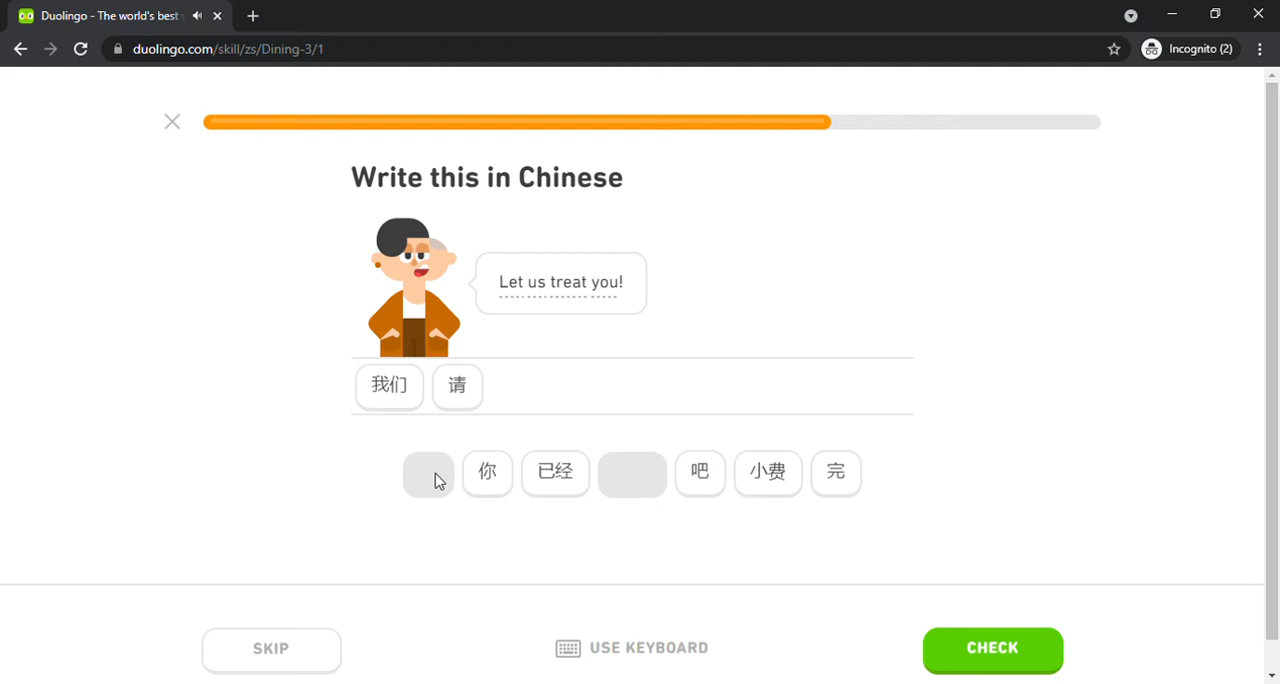 Duolingo - The world's best
duolingo.com/skill/zs/Dining-3/1
Incognito (2)
Write this in Chinese
Let us treat you!
我们 请
你 已经 吧 小费 完
SKIP
USE KEYBOARD
CHECK